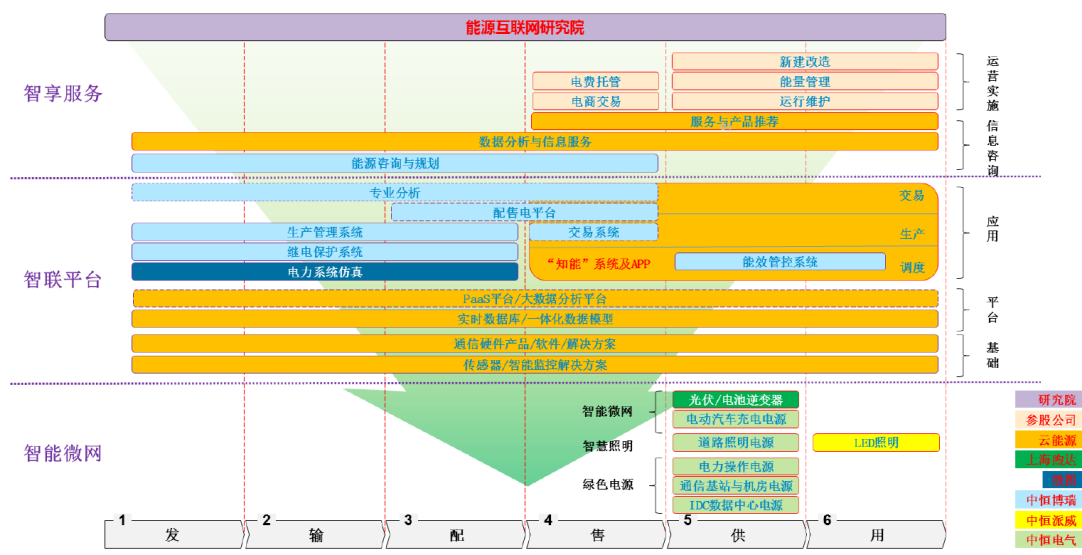 能源互联网研究院
智享服务
新建改造
电费托管
能量管理
电商交易
运行维护
运营实施
服务与产品推荐
数据分析与信息服务
能源咨询与规划
信息咨询
智联平台
专业分析
交易
配售电平台
生产管理系统
交易系统
生产
继电保护系统
“知能”系统及APP
能效管控系统
调度
电力系统仿真
应用
PaaS平台/大数据分析平台
实时数据库/一体化数据模型
平台
通信硬件产品/软件/解决方案
传感器/智能监控解决方案
基础
智能微网
智能微网
光伏/电池逆变器
电动汽车充电电源
智慧照明
道路照明电源
LED照明
绿色电源
电力操作电源
通信基站与机房电源
IDC数据中心电源
研究院
参股公司
云能源
中恒博瑞
中恒派威
中恒电气
1 发
2 输
3 配
4 售
5 供
6 用